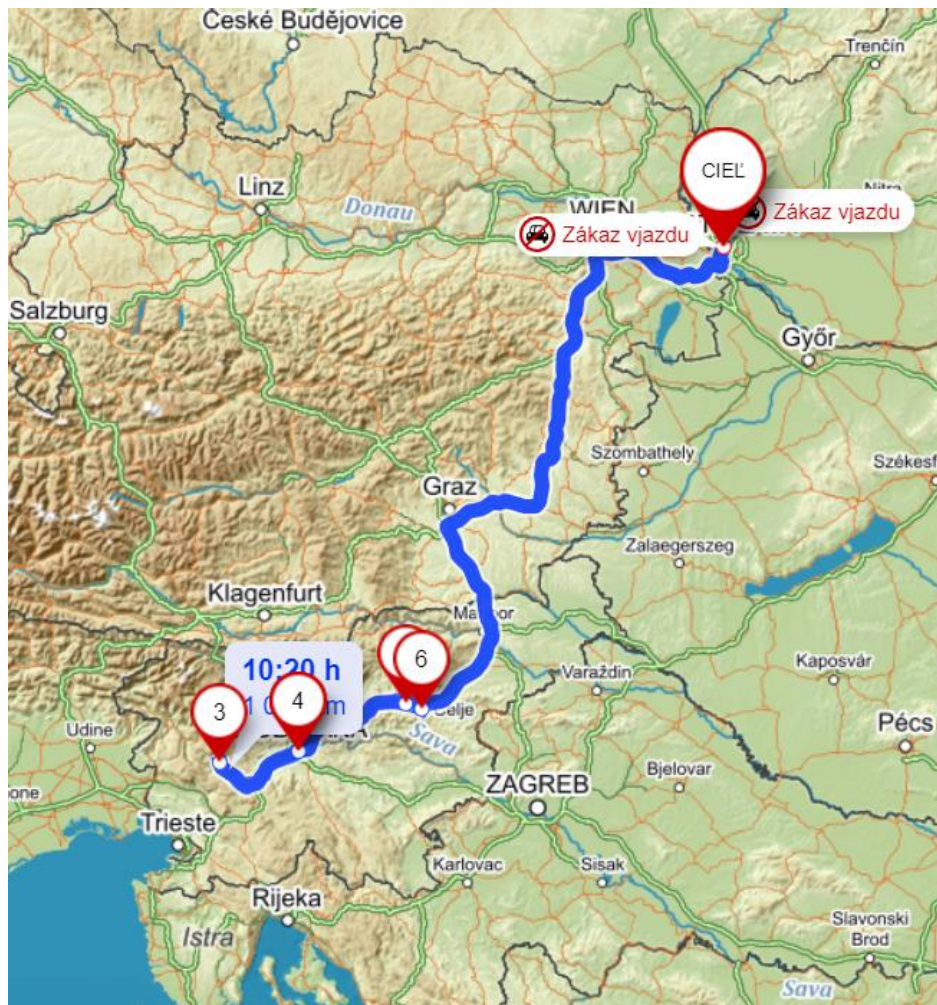 České Budějovice
Trenčín
Linz
Donau
WIEN
CIEĽ
Nitra
Zákaz vjazdu
Zákaz vjazdu
Salzburg
Győr
Szombathely
Székesf
Graz
Zalaegerszeg
Klagenfurt
10:20 h
6
Varaždin
Kaposvár
3
4
Celje
Sava
Udine
Pécs
ZAGREB
Bjelovar
Trieste
Karlovac
Sisak
Rijeka
Istra
Slavonski
Brod
Sava